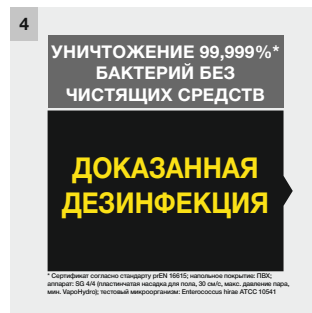 4
УНИЧТОЖЕНИЕ 99,999%*
БАКТЕРИЙ БЕЗ
ЧИСТЯЩИХ СРЕДСТВ
ДОКАЗАННАЯ
ДЕЗИНФЕКЦИЯ
* Сертификат согласно стандарту prEN 16615; напольное покрытие: ПВХ;
аппарат: SG 4/4 (пластинчатая насадка для пола, 30 см/с, макс. давление пара,
мин. VapoHydro); тестовый микроорганизм: Enterococcus hirae ATCC 10541